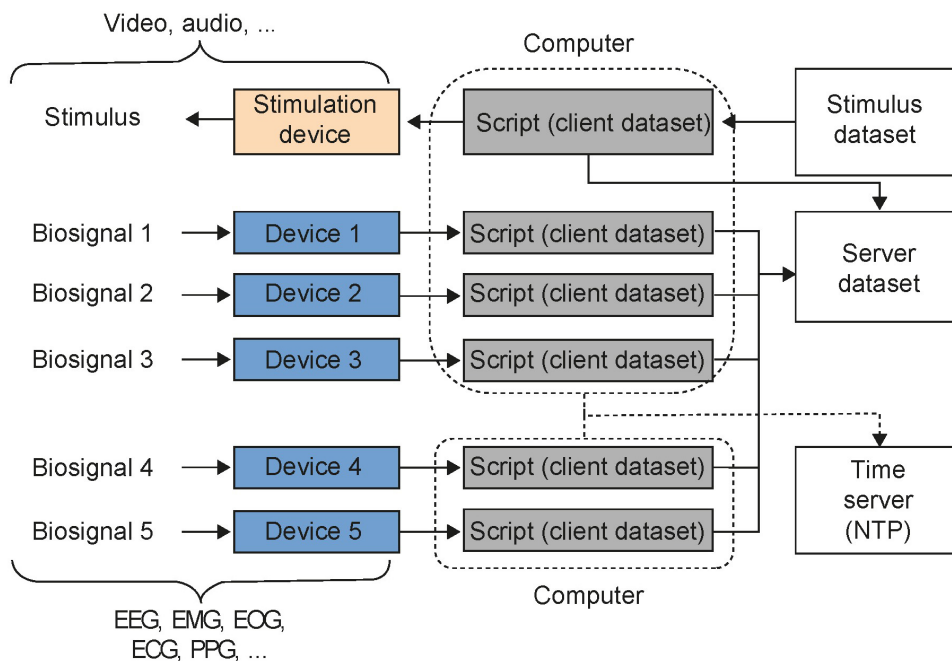 Video, audio, ...
Computer
Stimulus
Stimulation
device
Script (client dataset)
Stimulus
dataset
Biosignal 1
Device 1
Script (client dataset)
Server
dataset
Biosignal 2
Device 2
Script (client dataset)
Biosignal 3
Device 3
Script (client dataset)
Biosignal 4
Device 4
Script (client dataset)
Time
server
(NTP)
Biosignal 5
Device 5
Script (client dataset)
Computer
EEG, EMG, EOG,
ECG, PPG, ...